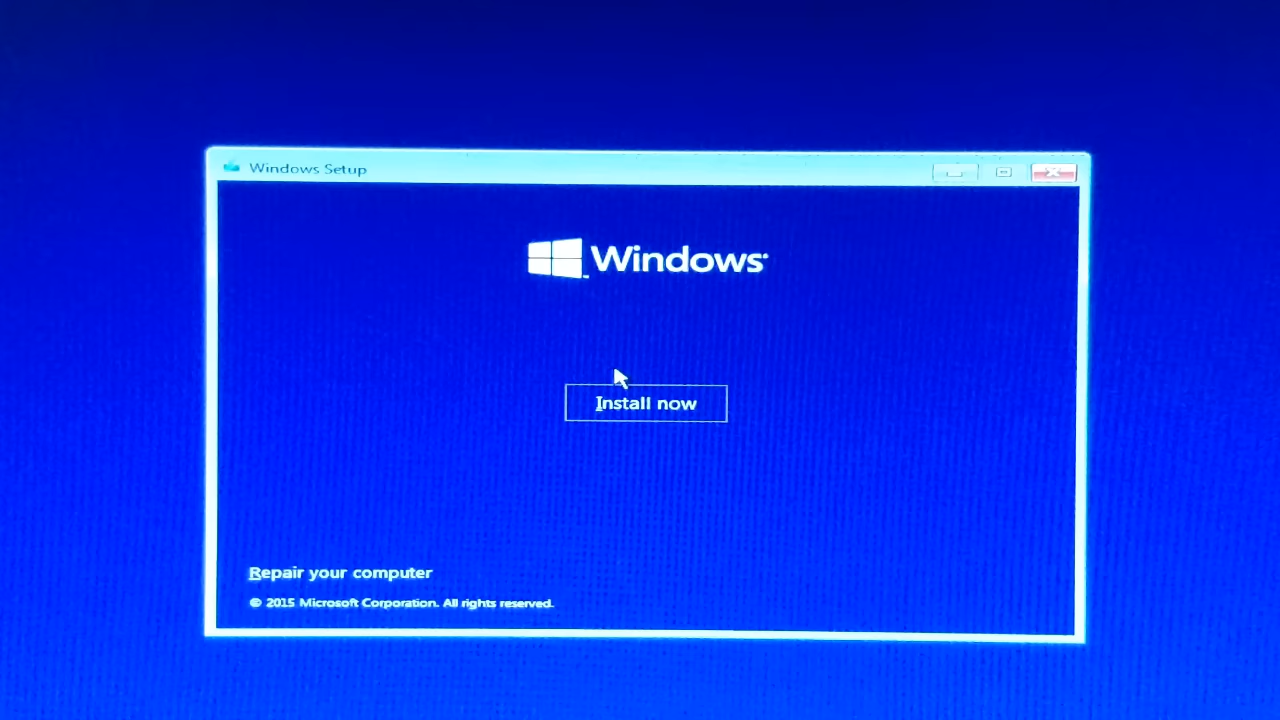 Windows Setup
Windows
Install now
Repair your computer
© 2015 Microsoft Corporation. All rights reserved.